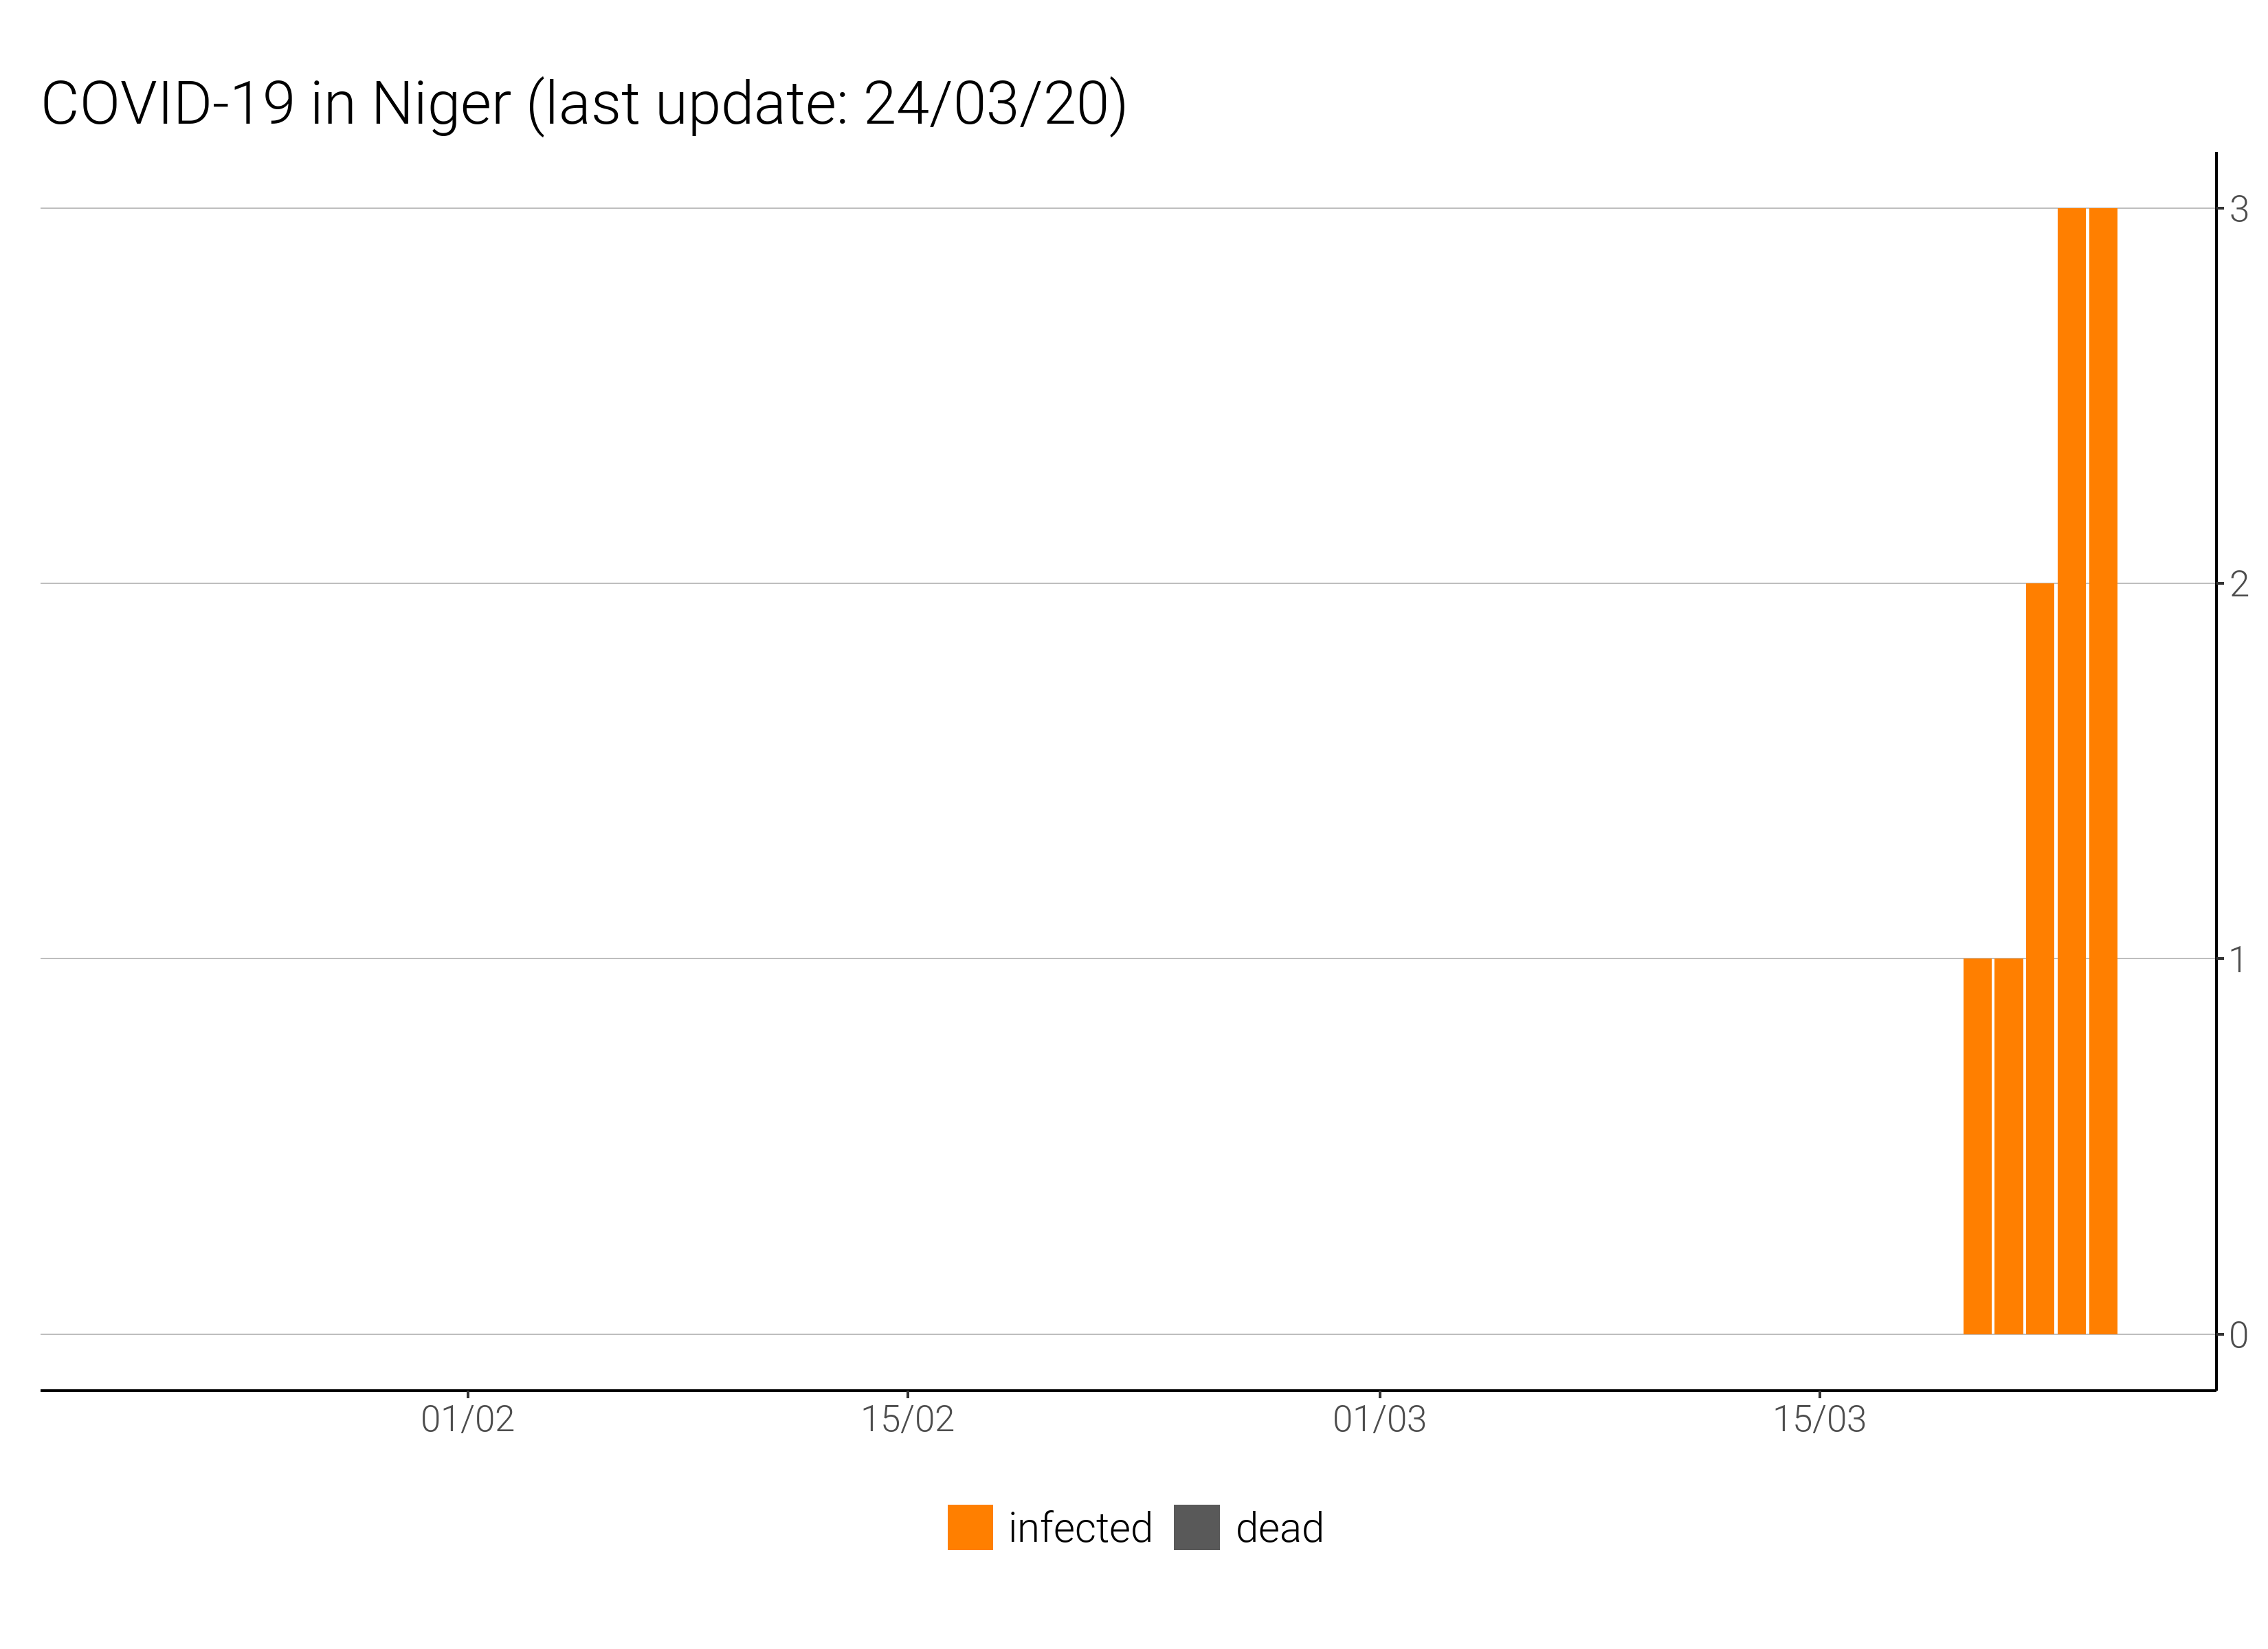 COVID-19 in Niger (last update: 24/03/20)
3
2
1
0
01/02 15/02 01/03 15/03
infected dead